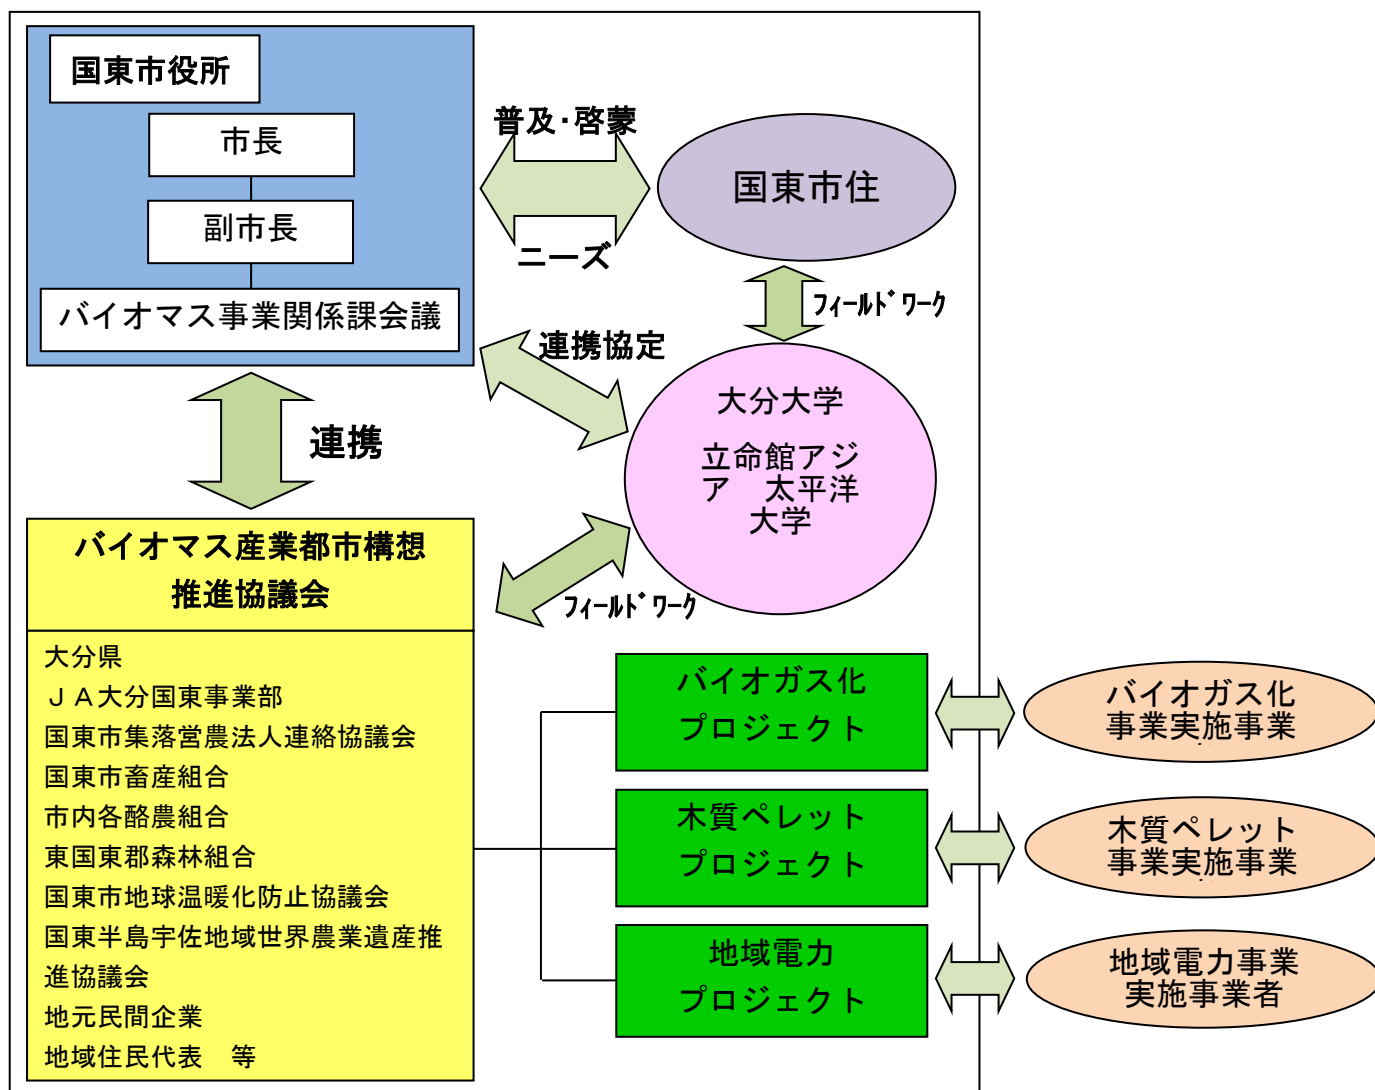 国東市役所
市長
副市長
バイオマス事業関係課会議
普及・啓蒙
ニーズ
国東市住
フィールドワーク
連携協定
大分大学
立命館アジ
ア　太平洋
大学
連携
フィールドワーク
バイオマス産業都市構想
推進協議会
大分県
ＪＡ大分国東事業部
国東市集落営農法人連絡協議会
国東市畜産組合
市内各酪農組合
東国東郡森林組合
国東市地球温暖化防止協議会
国東半島宇佐地域世界農業遺産推
進協議会
地元民間企業
地域住民代表　等
バイオガス化
プロジェクト
木質ペレット
プロジェクト
地域電力
プロジェクト
バイオガス化
事業実施事業
木質ペレット
事業実施事業
地域電力事業
実施事業者